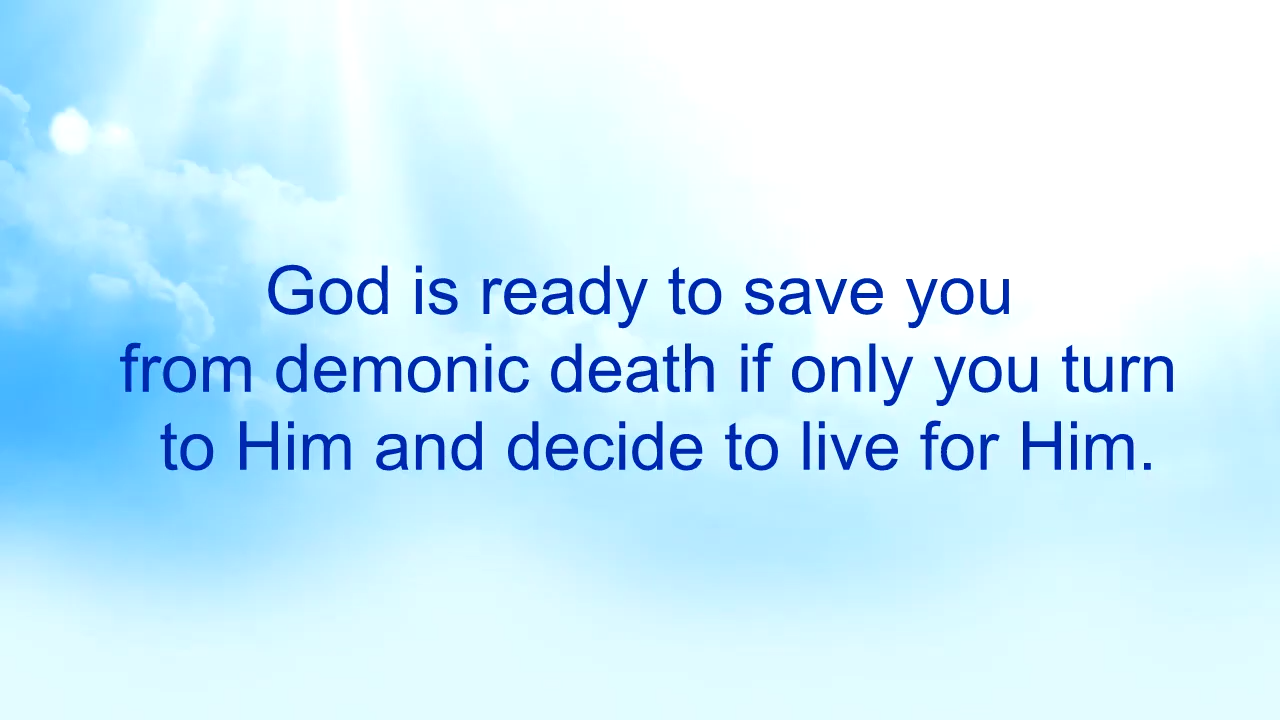 God is ready to save you
from demonic death if only you turn
to Him and decide to live for Him.